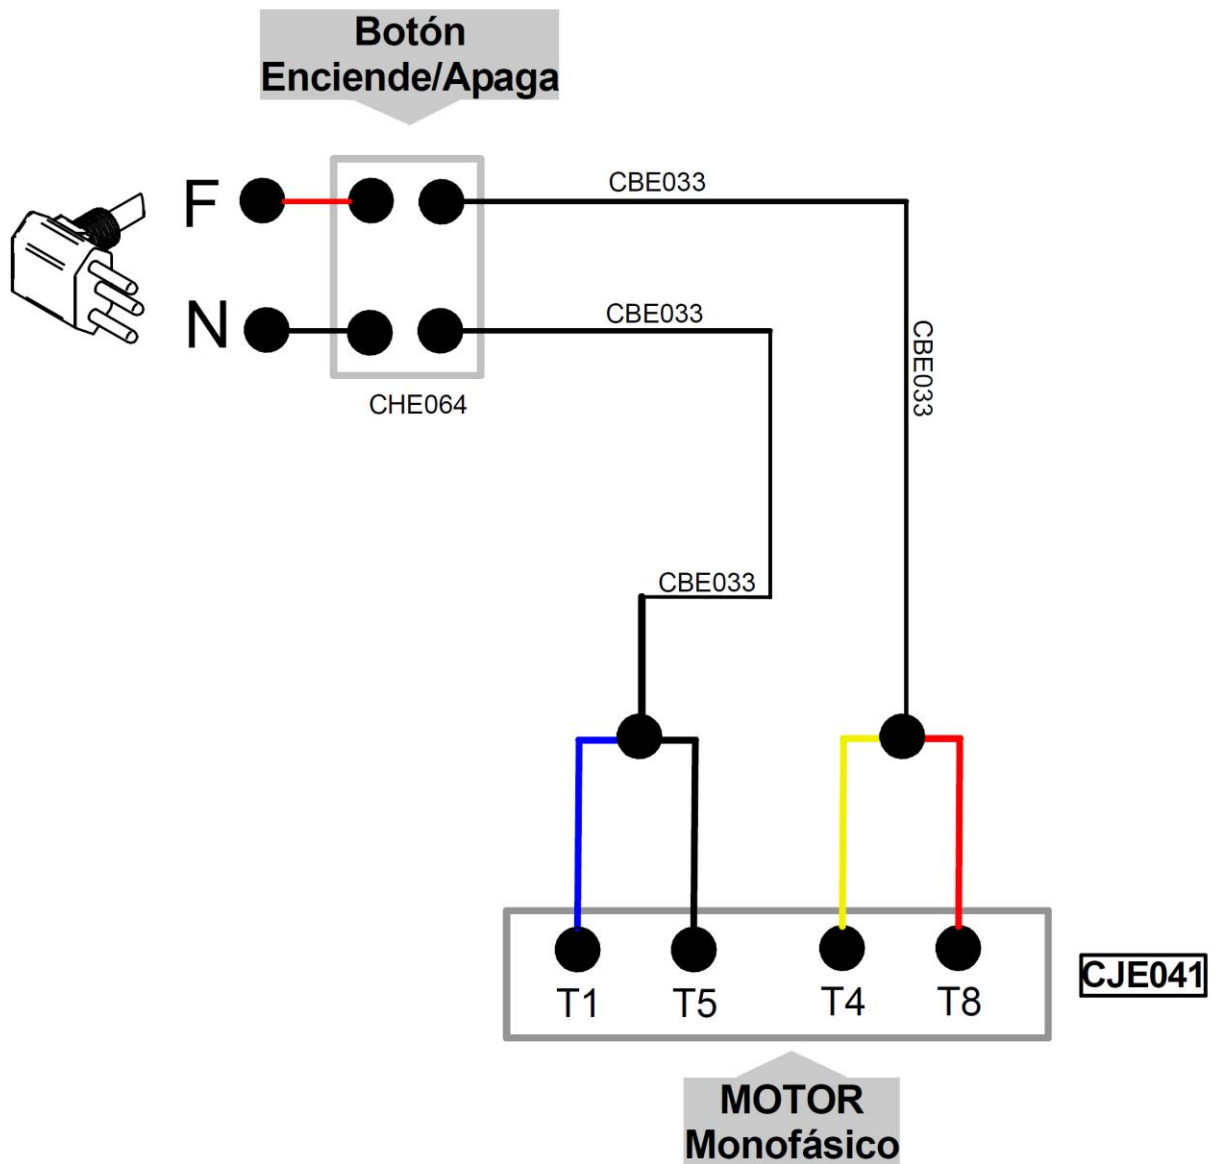 Botón
Enciende/Apaga
F
CBE033
N
CBE033
CBE033
CHE064
CBE033
T1
T5
T4
T8
CJE041
MOTOR
Monofásico